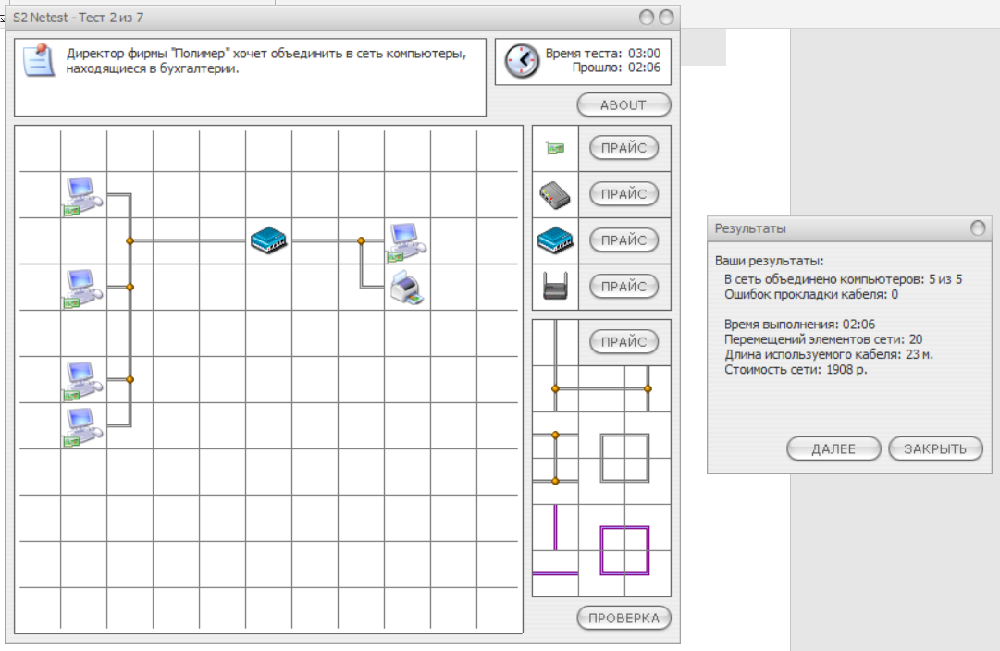 S2 Netest - Тест 2 из 7
Директор фирмы "Полимер" хочет объединить в сеть компьютеры,
находящиеся в бухгалтерии.
Время теста: 03:00
Прошло: 02:06
ABOUT
ПРАЙС
ПРАЙС
ПРАЙС
ПРАЙС
ПРАЙС
ПРОВЕРКА
Результаты
Ваши результаты:
В сеть объединено компьютеров: 5 из 5
Ошибок прокладки кабеля: 0
Время выполнения: 02:06
Перемещений элементов сети: 20
Длина используемого кабеля: 23 м.
Стоимость сети: 1908 р.
ДАЛЕЕ
ЗАКРЫТЬ